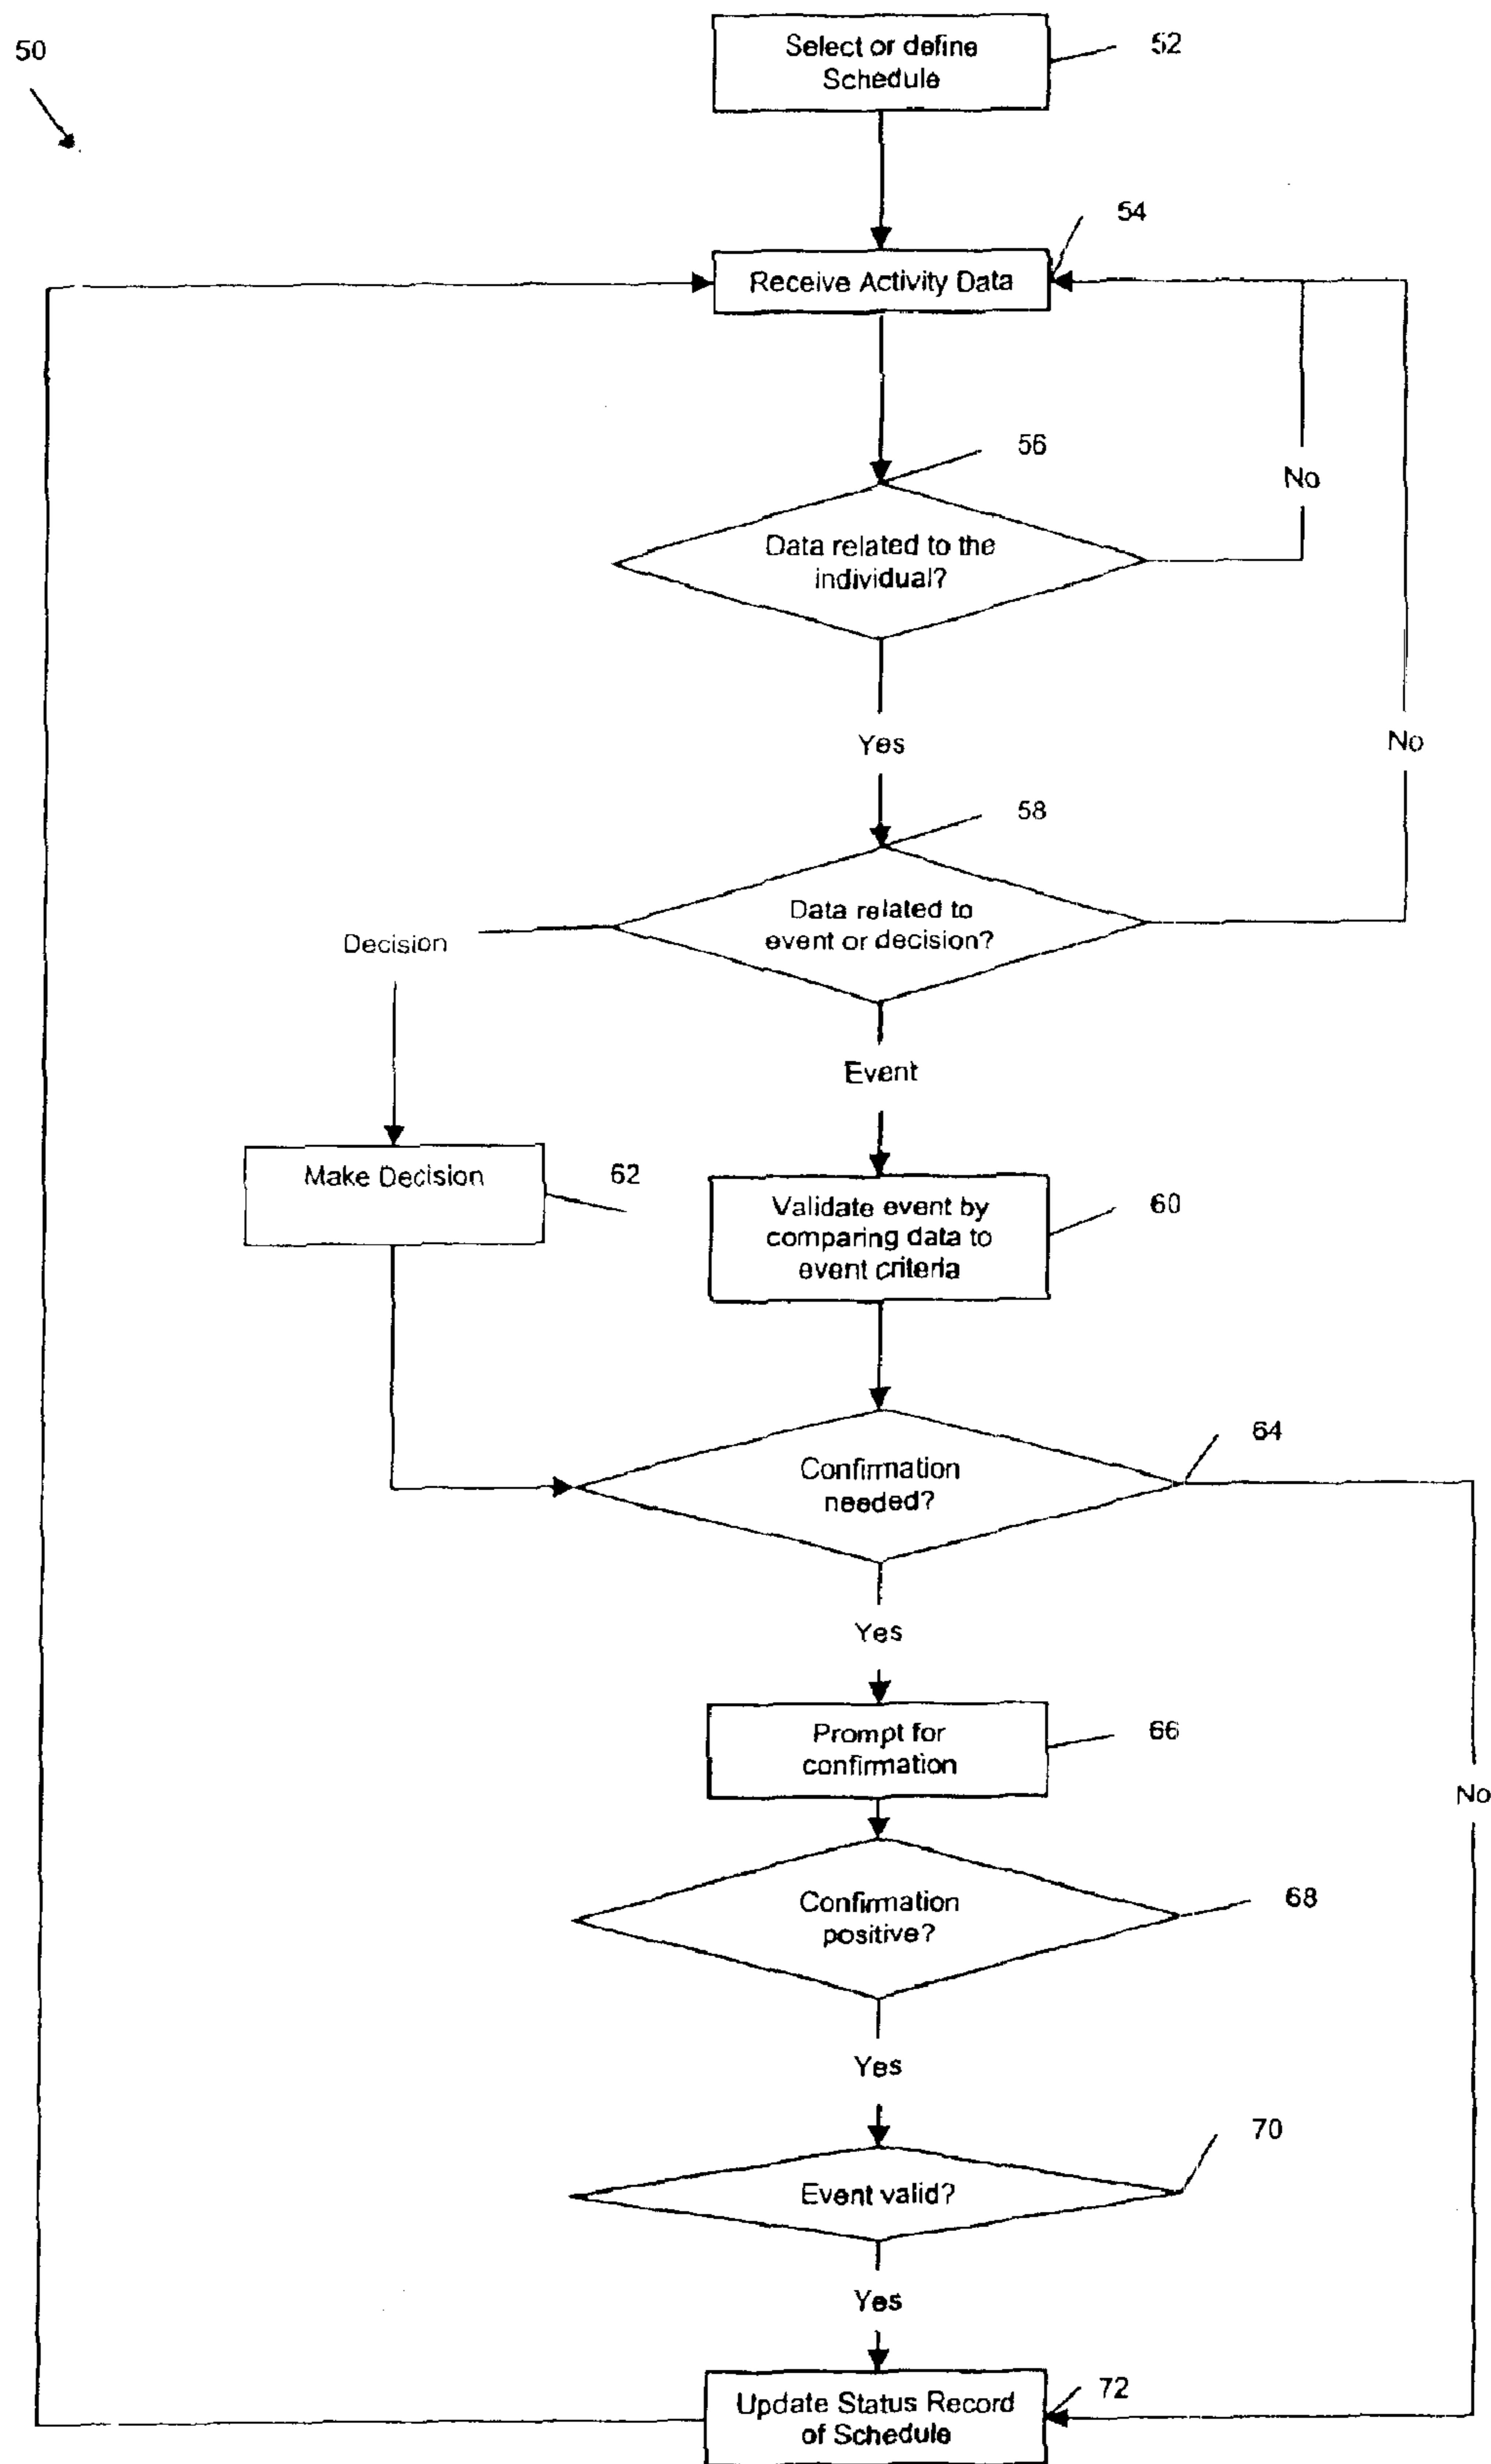 50
Select or define
Schedule
52
54
Receive Activity Data
56
No
Data related to the
individual?
Yes
No
58
Data related to
event or decision?
Decision
Event
Make Decision
62
Validate event by
comparing data to
event criteria
60
64
Confirmation
needed?
Yes
Prompt for
confirmation
66
No
Confirmation
positive?
68
Yes
70
Event valid?
Yes
72
Update Status Record
of Schedule